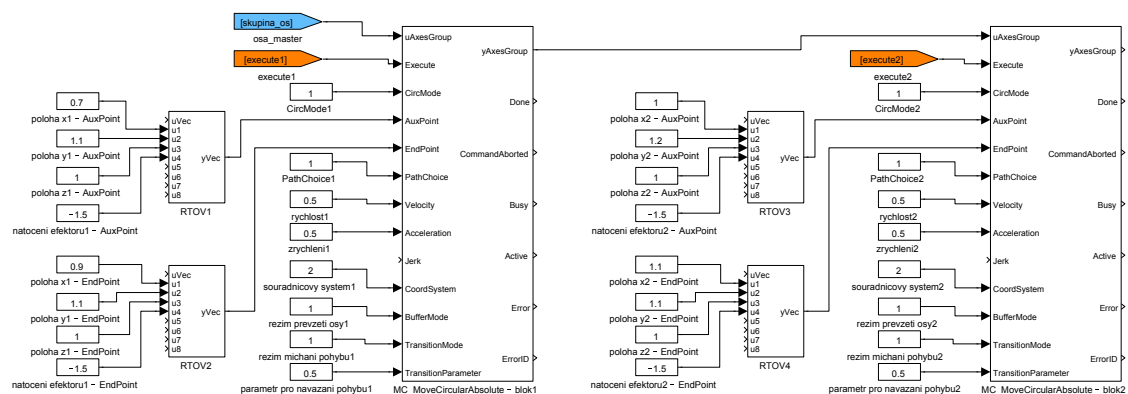 [skupina_os]
osa_master
[execute1]
execute1
1
CircMode1
0.7
poloha x1 − AuxPoint
1.1
poloha y1 − AuxPoint
1
poloha z1 − AuxPoint
−1.5
natoceni efektoru1 − AuxPoint
uVec
u1
u2
u3
u4
u5
u6
u7
u8
yVec
RTOV1
0.9
poloha x1 − EndPoint
1.1
poloha y1 − EndPoint
1
poloha z1 − EndPoint
−1.5
natoceni efektoru1 − EndPoint
uVec
u1
u2
u3
u4
u5
u6
u7
u8
yVec
RTOV2
1
PathChoice1
0.5
rychlost1
0.5
zrychleni1
2
souradnicovy system1
1
rezim prevzeti osy1
1
rezim michani pohybu1
0.5
parametr pro navazani pohybu1
uAxesGroup
Execute
CircMode
AuxPoint
EndPoint
PathChoice
Velocity
Acceleration
Jerk
CoordSystem
BufferMode
TransitionMode
TransitionParameter
yAxesGroup
Done
CommandAborted
Busy
Active
Error
ErrorID
MC_MoveCircularAbsolute − blok1
[execute2]
execute2
1
CircMode2
1
poloha x2 − AuxPoint
1.2
poloha y2 − AuxPoint
1
poloha z2 − AuxPoint
−1.5
natoceni efektoru2 − AuxPoint
uVec
u1
u2
u3
u4
u5
u6
u7
u8
yVec
RTOV3
1.1
poloha x2 − EndPoint
1.1
poloha y2 − EndPoint
1
poloha z2 − EndPoint
−1.5
natoceni efektoru2 − EndPoint
uVec
u1
u2
u3
u4
u5
u6
u7
u8
yVec
RTOV4
1
PathChoice2
0.5
rychlost2
0.5
zrychleni2
2
souradnicovy system2
1
rezim prevzeti osy2
1
rezim michani pohybu2
0.5
parametr pro navazani pohybu2
uAxesGroup
Execute
CircMode
AuxPoint
EndPoint
PathChoice
Velocity
Acceleration
Jerk
CoordSystem
BufferMode
TransitionMode
TransitionParameter
yAxesGroup
Done
CommandAborted
Busy
Active
Error
ErrorID
MC_MoveCircularAbsolute − blok2